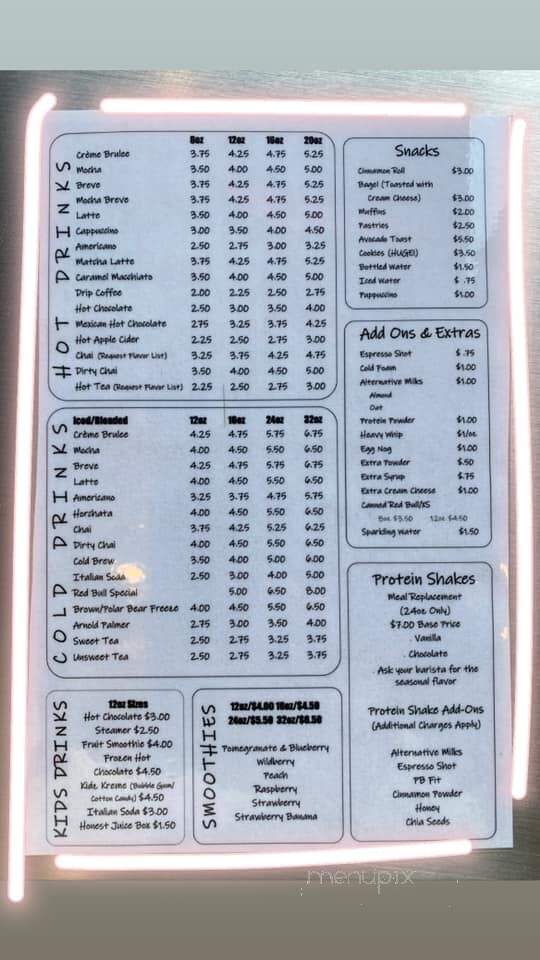 HOT DRINKS
8oz 12oz 16oz 20oz
Crème Brulee 3.75 4.25 4.75 5.25
Mocha 3.50 4.00 4.50 5.00
Breve 3.75 4.25 4.75 5.25
Mocha Breve 3.75 4.25 4.75 5.25
Latte 3.50 4.00 4.50 5.00
Cappuccino 3.00 3.50 4.00 4.50
Americano 2.50 2.75 3.00 3.25
Matcha Latte 3.75 4.25 4.75 5.25
Caramel Macchiato 3.50 4.00 4.50 5.00
Drip Coffee 2.00 2.25 2.50 2.75
Hot Chocolate 2.50 3.00 3.50 4.00
Mexican Hot Chocolate 275 3.25 3.75 4.25
Hot Apple Cider 2.25 2.50 2.75 3.00
Chai (Request Flavor List) 3.25 3.75 4.25 4.75
Dirty Chai 3.50 4.00 4.50 5.00
Hot Tea (Request Flavor List) 2.25 2.50 2.75 3.00
COLD DRINKS
Iced/Blended 12oz 16oz 24oz 32oz
Crème Brulee 4.25 4.75 5.75 6.75
Mocha 4.00 4.50 5.50 6.50
Breve 4.25 4.75 5.75 6.75
Latte 4.00 4.50 5.50 6.50
Americano 3.25 3.75 4.75 5.75
Horchata 4.00 4.50 5.50 6.50
Chai 3.75 4.25 5.25 6.25
Dirty Chai 4.00 4.50 5.50 6.50
Cold Brew 3.50 4.00 5.00 6.00
Italian Soda 2.50 3.00 4.00 5.00
Red Bull Special 5.00 6.50 8.00
Brown/Polar Bear Freeze 4.00 4.50 5.50 6.50
Arnold Palmer 2.75 3.00 3.50 4.00
Sweet Tea 2.50 2.75 3.25 3.75
Unsweet Tea 2.50 2.75 3.25 3.75
KIDS DRINKS
12oz Sizes
Hot Chocolate $3.00
Steamer $2.50
Fruit Smoothie $4.00
Frozen Hot
Chocolate $4.50
Kids Kreme (Bubble Gum/
Cotton Candy) $4.50
Italian Soda $3.00
Honest Juice Box $1.50
SMOOTHIES
12oz/$4.00 16oz/$4.50
24oz/$5.50 32oz/$6.50
Pomegranate & Blueberry
Wildberry
Peach
Raspberry
Strawberry
Strawberry Banana
Snacks
Cinnamon Roll $3.00
Bagel (Toasted with
Cream Cheese) $3.00
Muffins $2.00
Pastries $2.50
Avocado Toast $5.50
Cookies (HUGE!) $3.50
Bottled Water $1.50
Iced Water $ .75
Puppuccino $1.00
Add Ons & Extras
Espresso Shot $ .75
Cold Foam $1.00
Alternative Milks $1.00
Almond
Oat
Protein Powder $1.00
Heavy Whip $1/oz
Egg Nog $1.00
Extra Powder $.50
Extra Syrup $.75
Extra Cream Cheese $1.00
Canned Red Bull/XS
8oz $3.50 12oz $4.50
Sparkling Water $1.50
Protein Shakes
Meal Replacement
(24oz Only)
$7.00 Base Price
. Vanilla
. Chocolate
. Ask your barista for the
seasonal flavor
Protein Shake Add-Ons
(Additional Charges Apply)
Alternative Milks
Espresso Shot
PB Fit
Cinnamon Powder
Honey
Chia Seeds
menupix